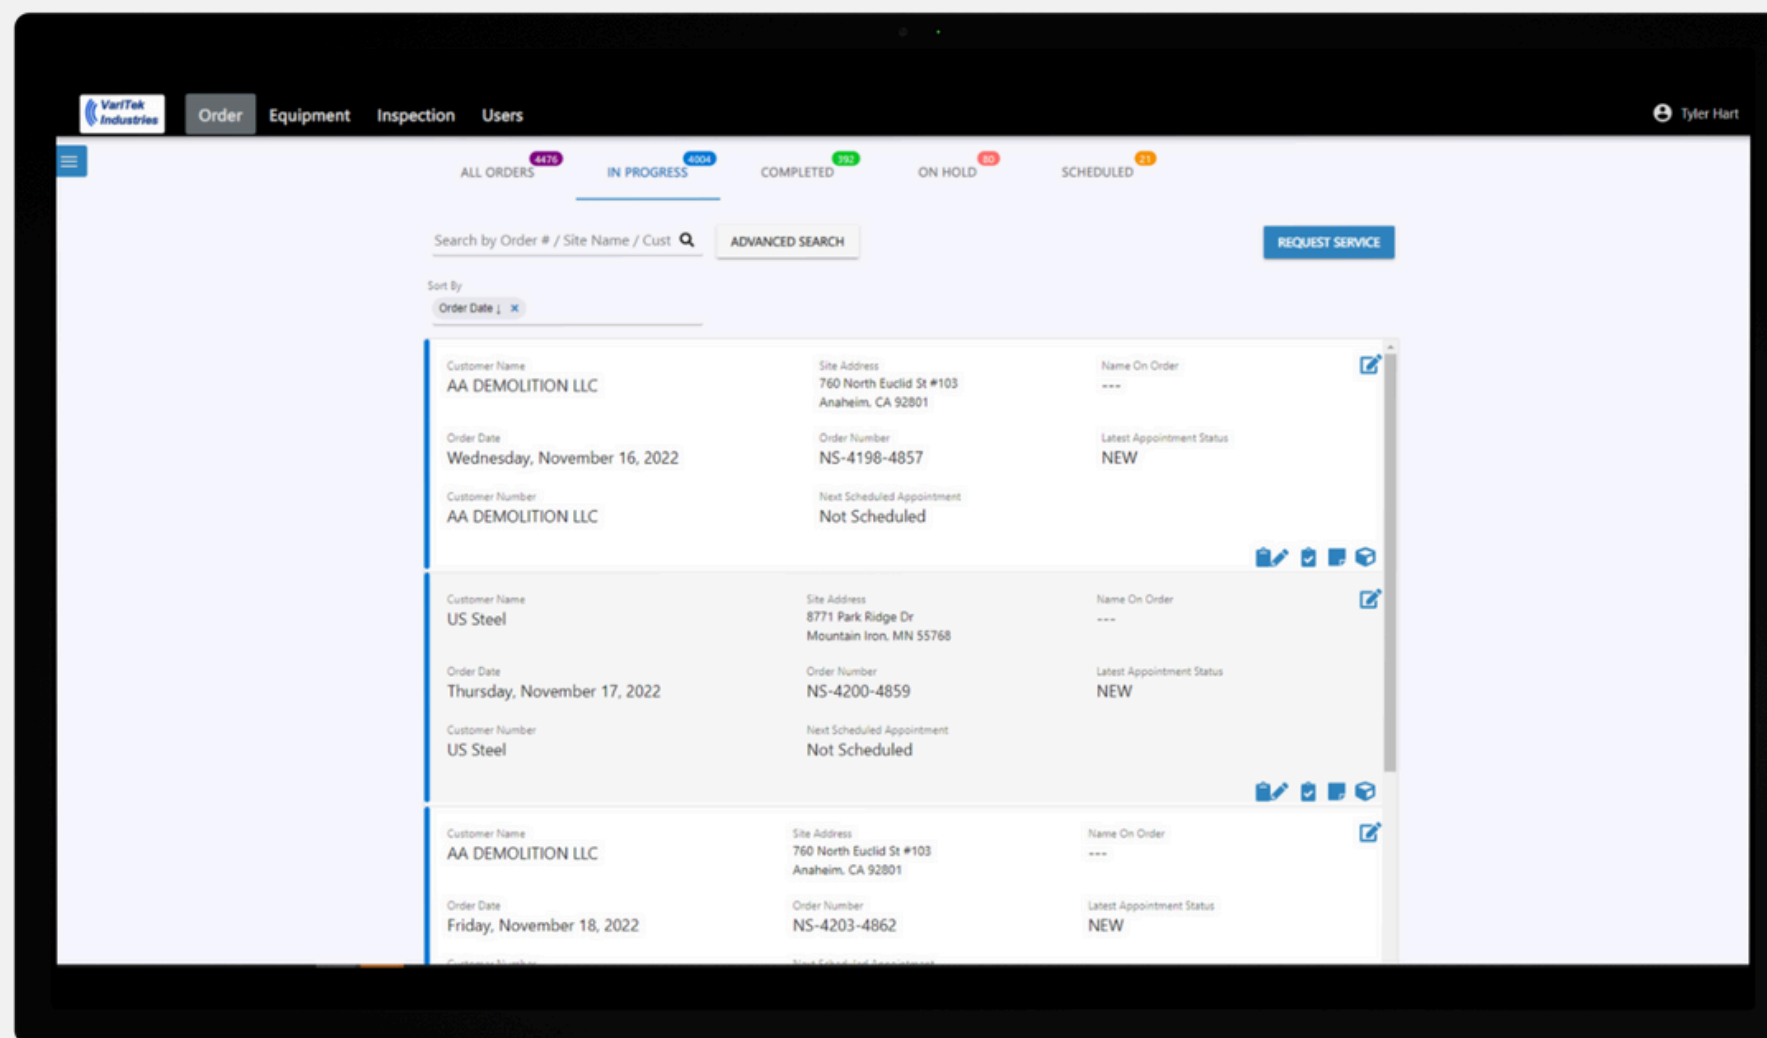 VariTek
Industries
Order
Equipment
Inspection
Users
Tyler Hart
ALL ORDERS 4476
IN PROGRESS 4004
COMPLETED 392
ON HOLD 80
SCHEDULED 21
Search by Order # / Site Name / Cust
ADVANCED SEARCH
REQUEST SERVICE
Sort By
Order Date ↓ ×
Customer Name
AA DEMOLITION LLC
Site Address
760 North Euclid St #103
Anaheim, CA 92801
Name On Order
---
Order Date
Wednesday, November 16, 2022
Order Number
NS-4198-4857
Latest Appointment Status
NEW
Customer Number
AA DEMOLITION LLC
Next Scheduled Appointment
Not Scheduled
Customer Name
US Steel
Site Address
8771 Park Ridge Dr
Mountain Iron, MN 55768
Name On Order
---
Order Date
Thursday, November 17, 2022
Order Number
NS-4200-4859
Latest Appointment Status
NEW
Customer Number
US Steel
Next Scheduled Appointment
Not Scheduled
Customer Name
AA DEMOLITION LLC
Site Address
760 North Euclid St #103
Anaheim, CA 92801
Name On Order
---
Order Date
Friday, November 18, 2022
Order Number
NS-4203-4862
Latest Appointment Status
NEW
Customer Number
Next Scheduled Appointment